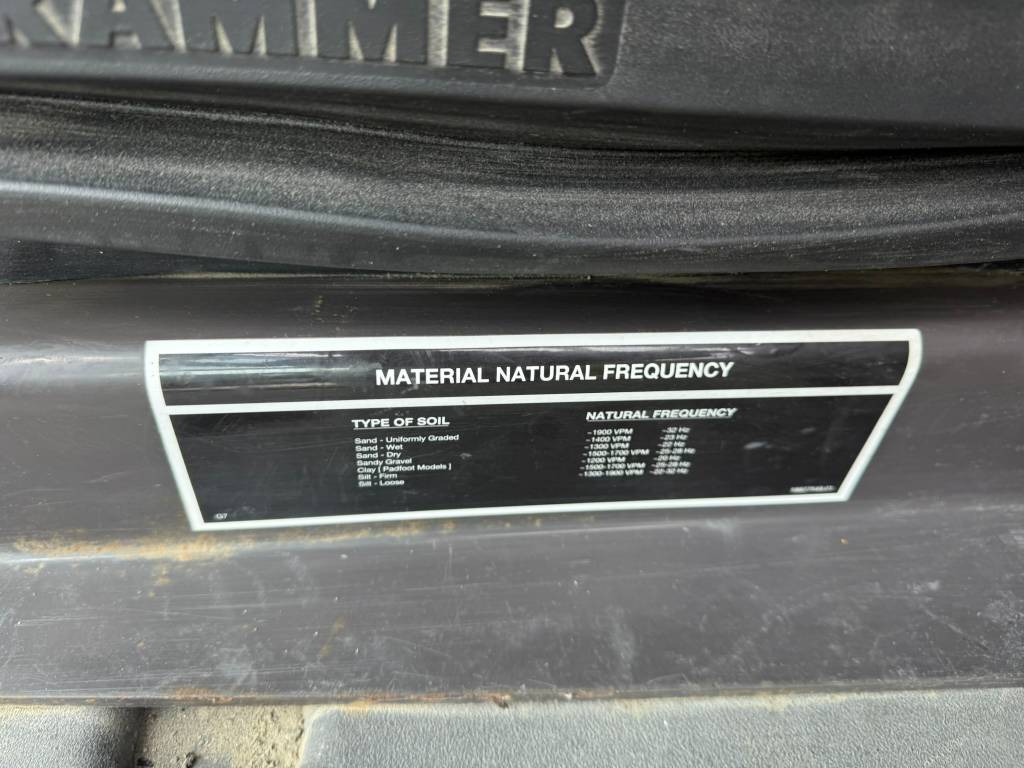 KAMMER
MATERIAL NATURAL FREQUENCY
TYPE OF SOIL NATURAL FREQUENCY
Sand - Uniformly Graded ~1900 VPM ~32 Hz
Sand - Wet ~1400 VPM ~23 Hz
Sand - Dry ~1300 VPM ~22 Hz
Sandy Gravel ~1500-1700 VPM ~25-28 Hz
Clay [ Padfoot Models ] ~1200 VPM ~20 Hz
Silt - Firm ~1500-1700 VPM ~25-28 Hz
Silt - Loose ~1300-1900 VPM ~22-32 Hz
G7